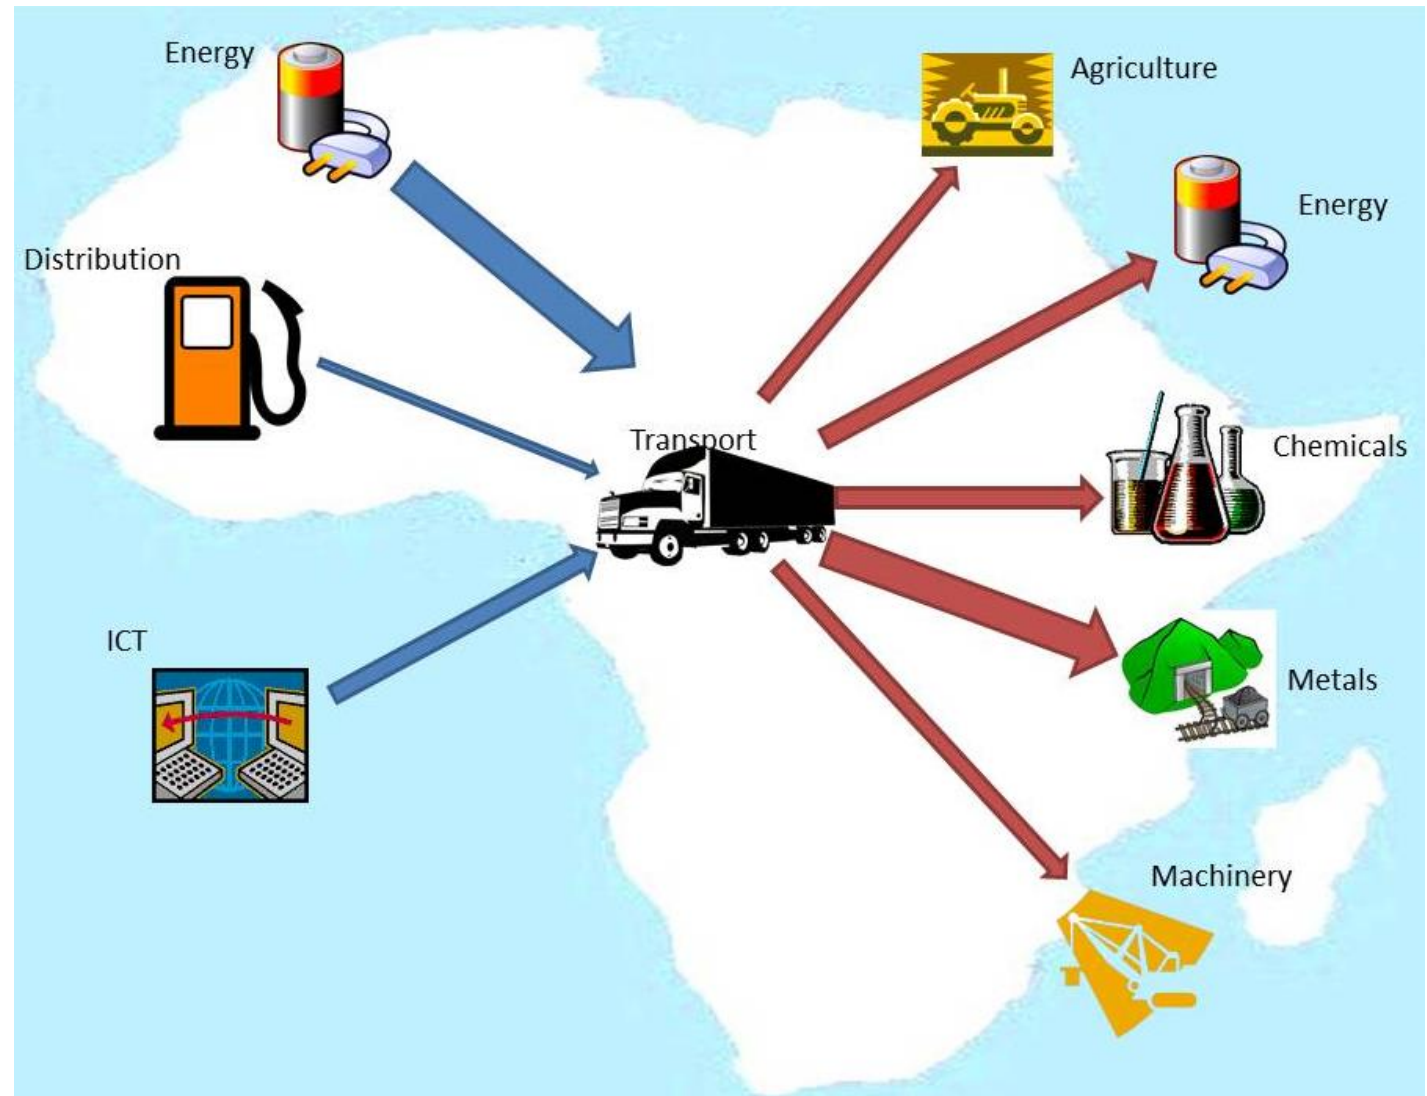 Energy
Agriculture
Energy
Distribution
Transport
Chemicals
ICT
Metals
Machinery